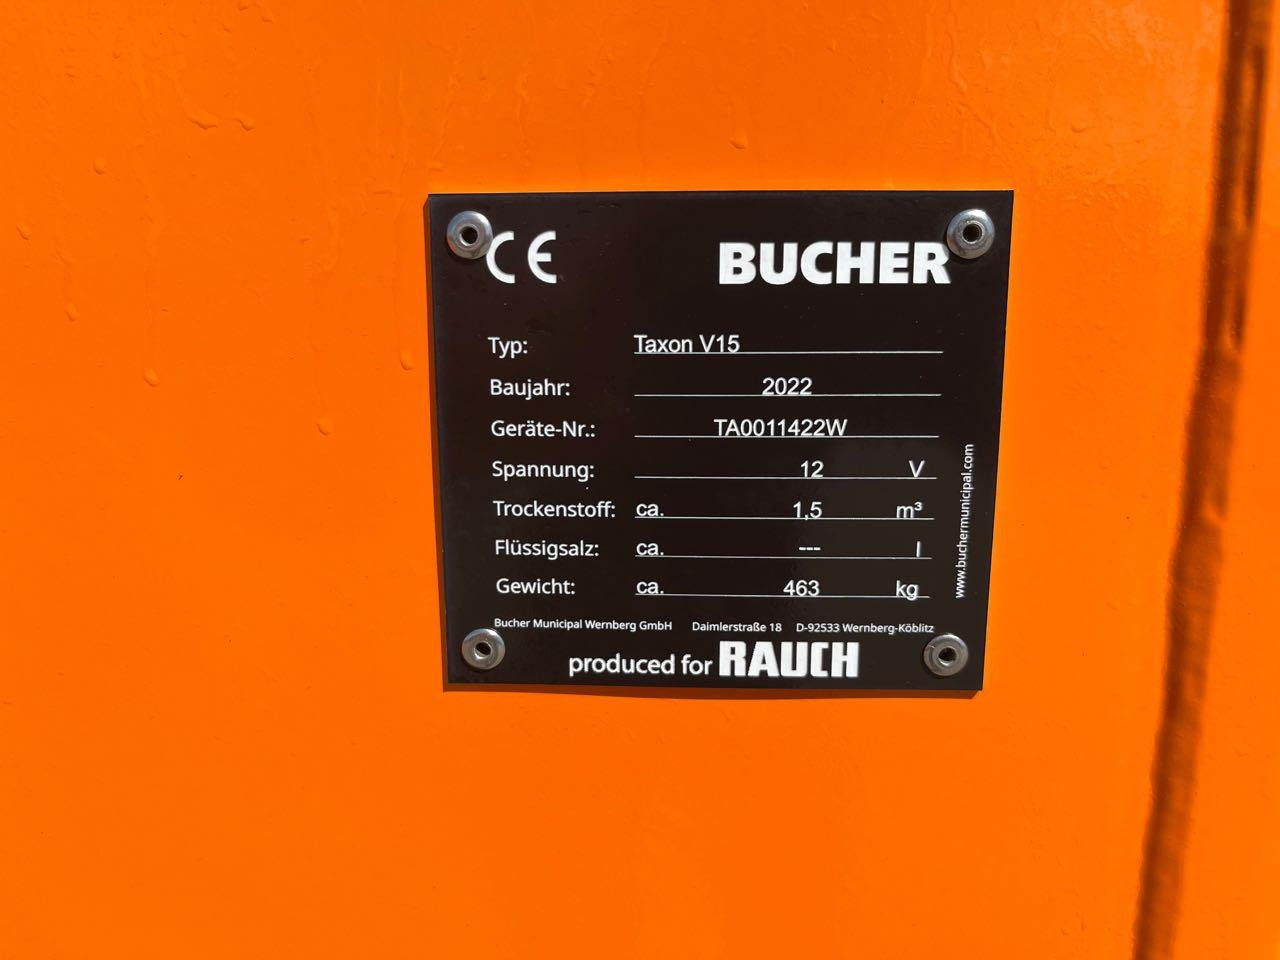 CE BUCHER
Typ: Taxon V15
Baujahr: 2022
Geräte-Nr.: TA0011422W
Spannung: 12 V
Trockenstoff: ca. 1,5 m³
Flüssigsalz: ca. --- l
Gewicht: ca. 463 kg
www.buchermunicipal.com
Bucher Municipal Wernberg GmbH Daimlerstraße 18 D-92533 Wernberg-Köblitz
produced for RAUCH